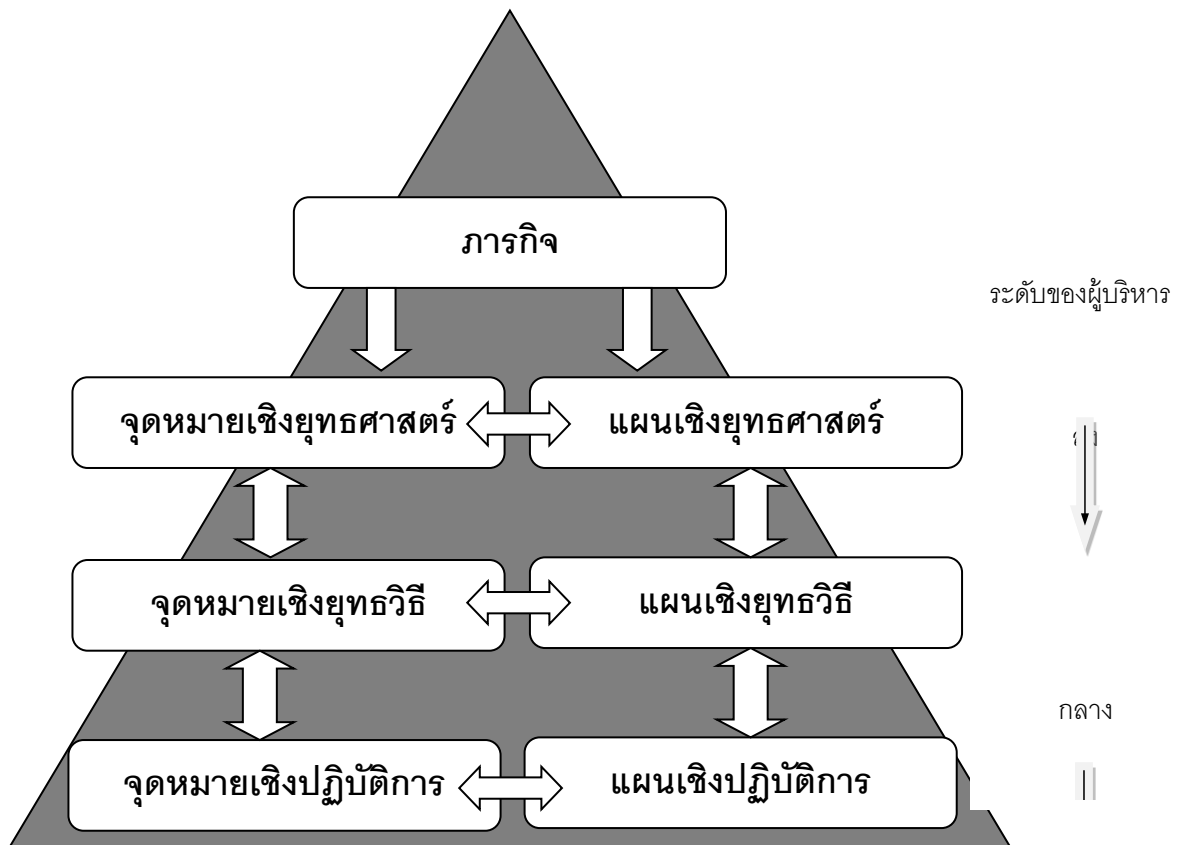 ภารกิจ
ระดับของผู้บริหาร
จุดหมายเชิงยุทธศาสตร์
แผนเชิงยุทธศาสตร์
จุดหมายเชิงยุทธวิธี
แผนเชิงยุทธวิธี
กลาง
จุดหมายเชิงปฏิบัติการ
แผนเชิงปฏิบัติการ